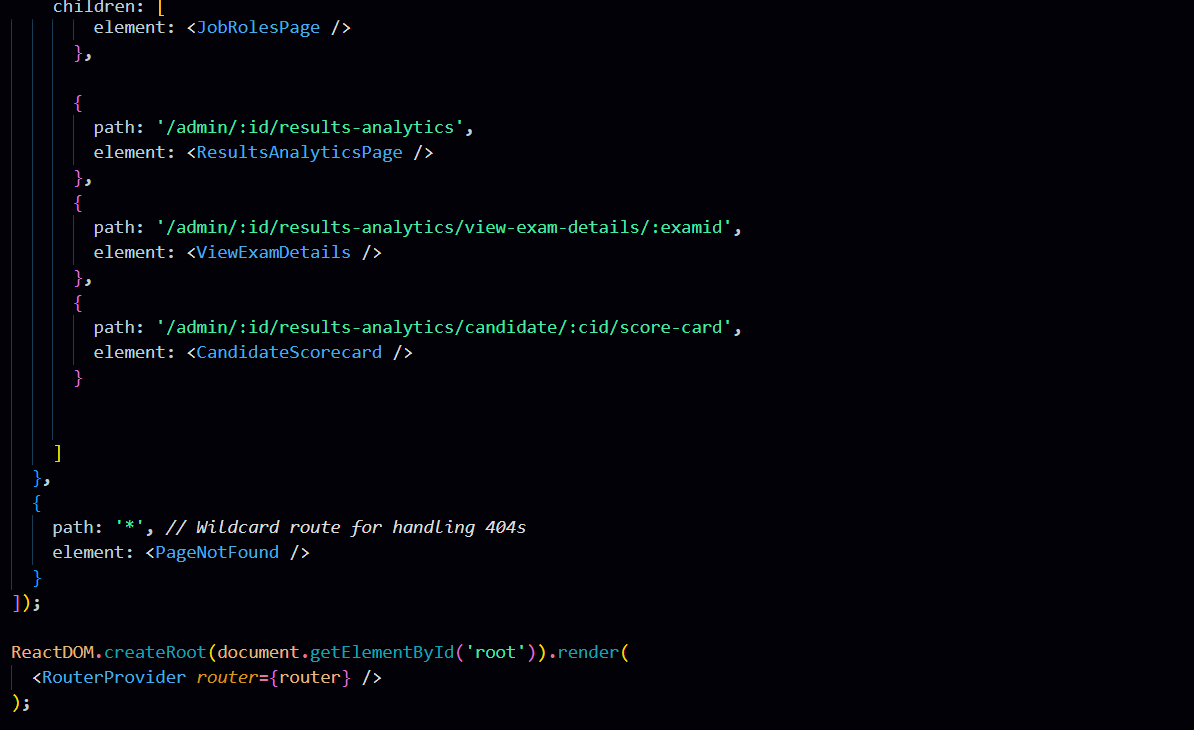 children: [
element: <JobRolesPage />
},
{
path: '/admin/:id/results-analytics',
element: <ResultsAnalyticsPage />
},
{
path: '/admin/:id/results-analytics/view-exam-details/:examid',
element: <ViewExamDetails />
},
{
path: '/admin/:id/results-analytics/candidate/:cid/score-card',
element: <CandidateScorecard />
}
]
},
{
path: '*', // Wildcard route for handling 404s
element: <PageNotFound />
}
]);
ReactDOM.createRoot(document.getElementById('root')).render(
<RouterProvider router={router} />
);